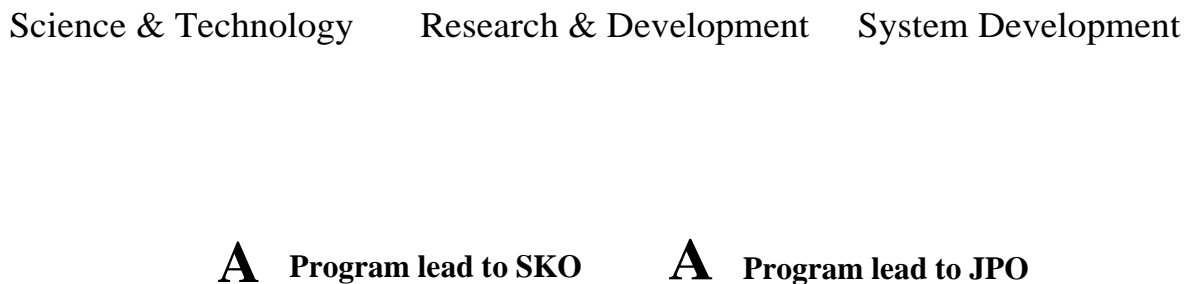 Science & Technology Research & Development System Development
A Program lead to SKO A Program lead to JPO